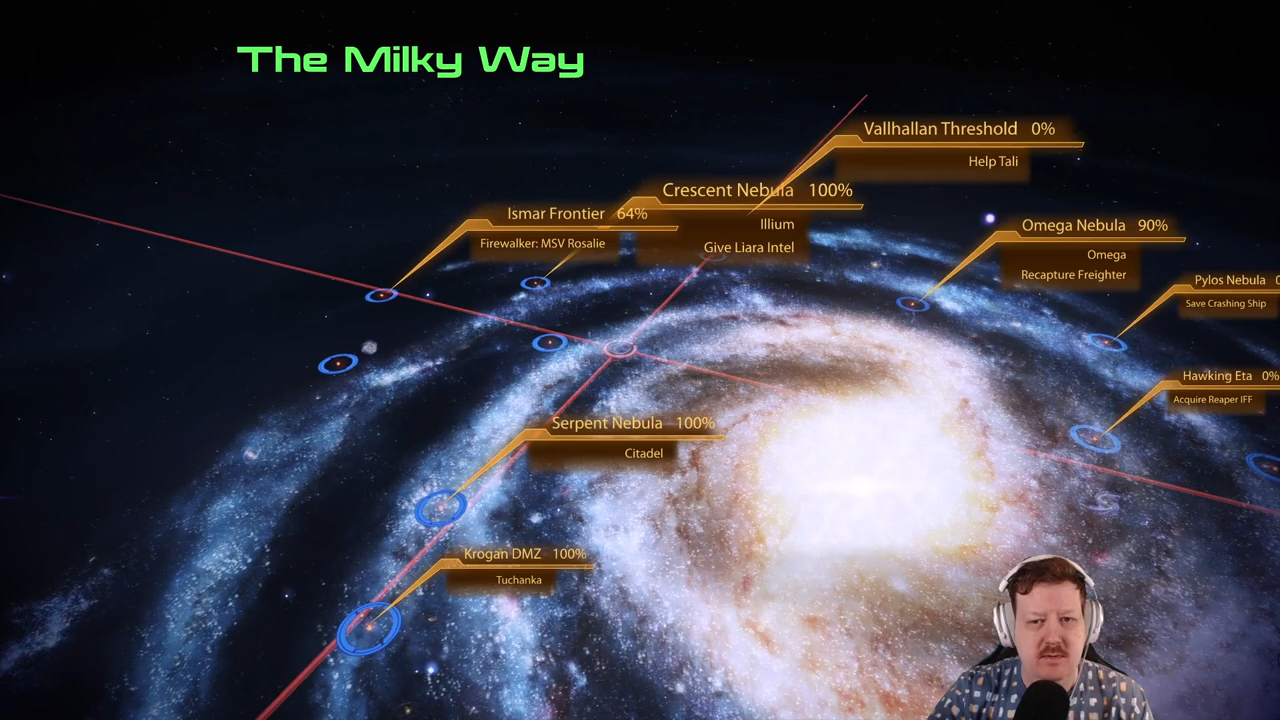 The Milky Way
Vallhallan Threshold 0%
Help Tali
Crescent Nebula 100%
Illium
Give Liara Intel
Ismar Frontier 64%
Firewalker: MSV Rosalie
Omega Nebula 90%
Omega
Recapture Freighter
Pylos Nebula 0
Save Crashing Ship
Hawking Eta 0%
Acquire Reaper IFF
Serpent Nebula 100%
Citadel
Krogan DMZ 100%
Tuchanka